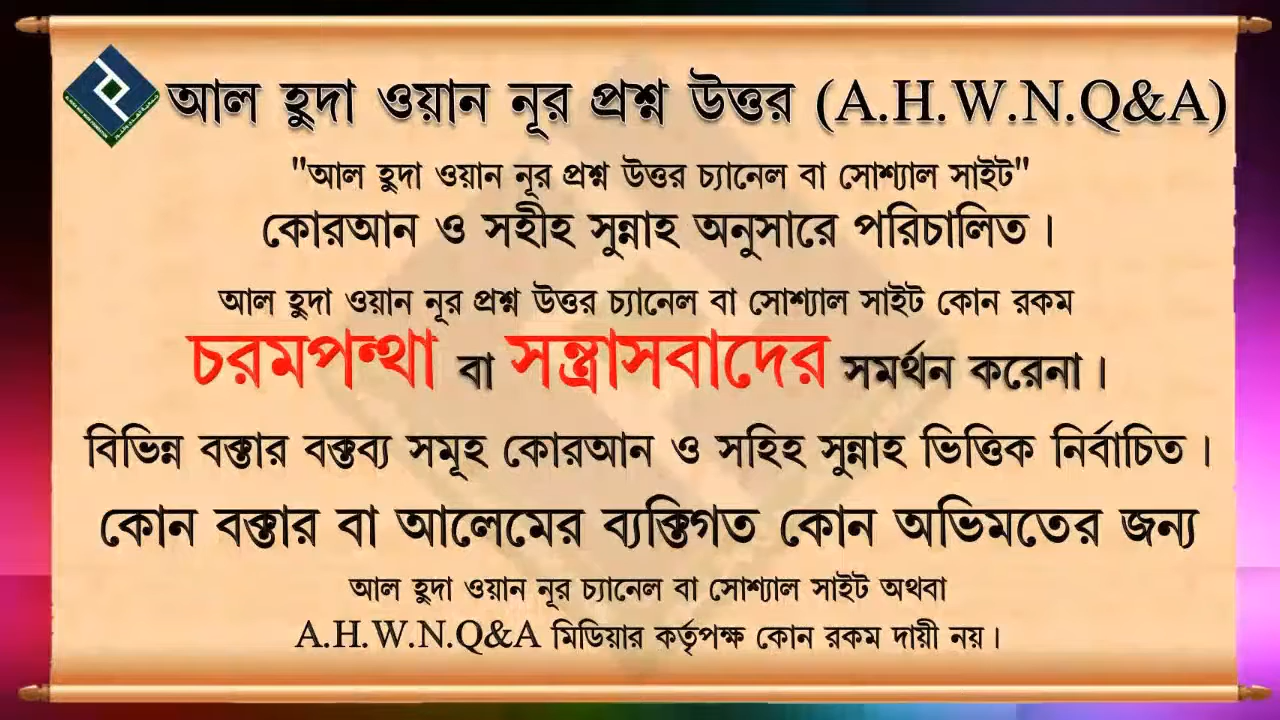 আল হুদা ওয়ান নূর প্রশ্ন উত্তর (A.H.W.N.Q&A)
"আল হুদা ওয়ান নূর প্রশ্ন উত্তর চ্যানেল বা সোশ্যাল সাইট"
কোরআন ও সহীহ সুন্নাহ অনুসারে পরিচালিত।
আল হুদা ওয়ান নূর প্রশ্ন উত্তর চ্যানেল বা সোশ্যাল সাইট কোন রকম
চরমপন্থা বা সন্ত্রাসবাদের সমর্থন করেনা।
বিভিন্ন বক্তার বক্তব্য সমূহ কোরআন ও সহিহ সুন্নাহ ভিত্তিক নির্বাচিত।
কোন বক্তার বা আলেমের ব্যক্তিগত কোন অভিমতের জন্য
আল হুদা ওয়ান নূর চ্যানেল বা সোশ্যাল সাইট অথবা
A.H.W.N.Q&A মিডিয়ার কর্তৃপক্ষ কোন রকম দায়ী নয়।